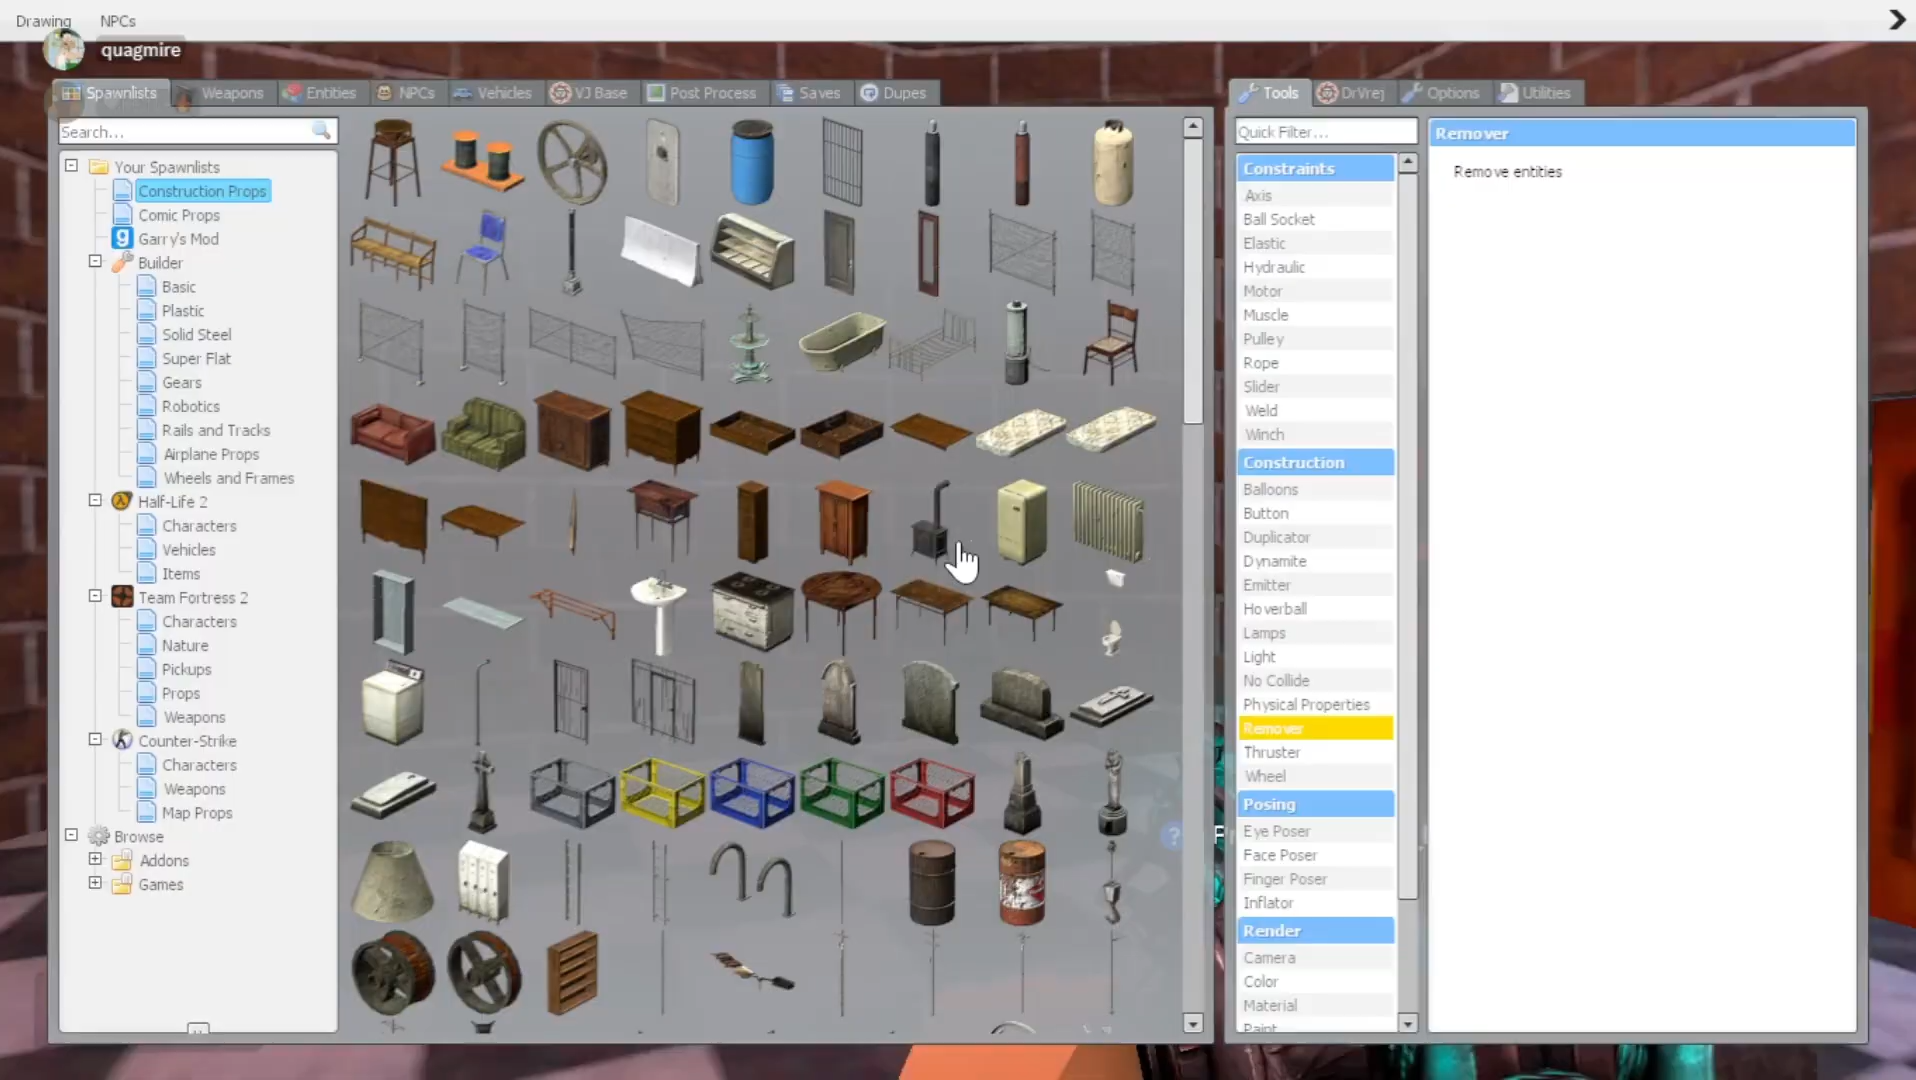 Drawing NPCs
quagmire
Spawnlists Weapons Entities NPCs Vehicles VJ Base Post Process Saves Dupes
Search...
Your Spawnlists
Construction Props
Comic Props
Garry's Mod
Builder
Basic
Plastic
Solid Steel
Super Flat
Gears
Robotics
Rails and Tracks
Airplane Props
Wheels and Frames
Half-Life 2
Characters
Vehicles
Items
Team Fortress 2
Characters
Nature
Pickups
Props
Weapons
Counter-Strike
Characters
Weapons
Map Props
Browse
Addons
Games
Tools DrVrej Options Utilities
Quick Filter...
Constraints
Axis
Ball Socket
Elastic
Hydraulic
Motor
Muscle
Pulley
Rope
Slider
Weld
Winch
Construction
Balloons
Button
Duplicator
Dynamite
Emitter
Hoverball
Lamps
Light
No Collide
Physical Properties
Remover
Thruster
Wheel
Posing
Eye Poser
Face Poser
Finger Poser
Inflator
Render
Camera
Color
Material
Paint
Remover
Remove entities